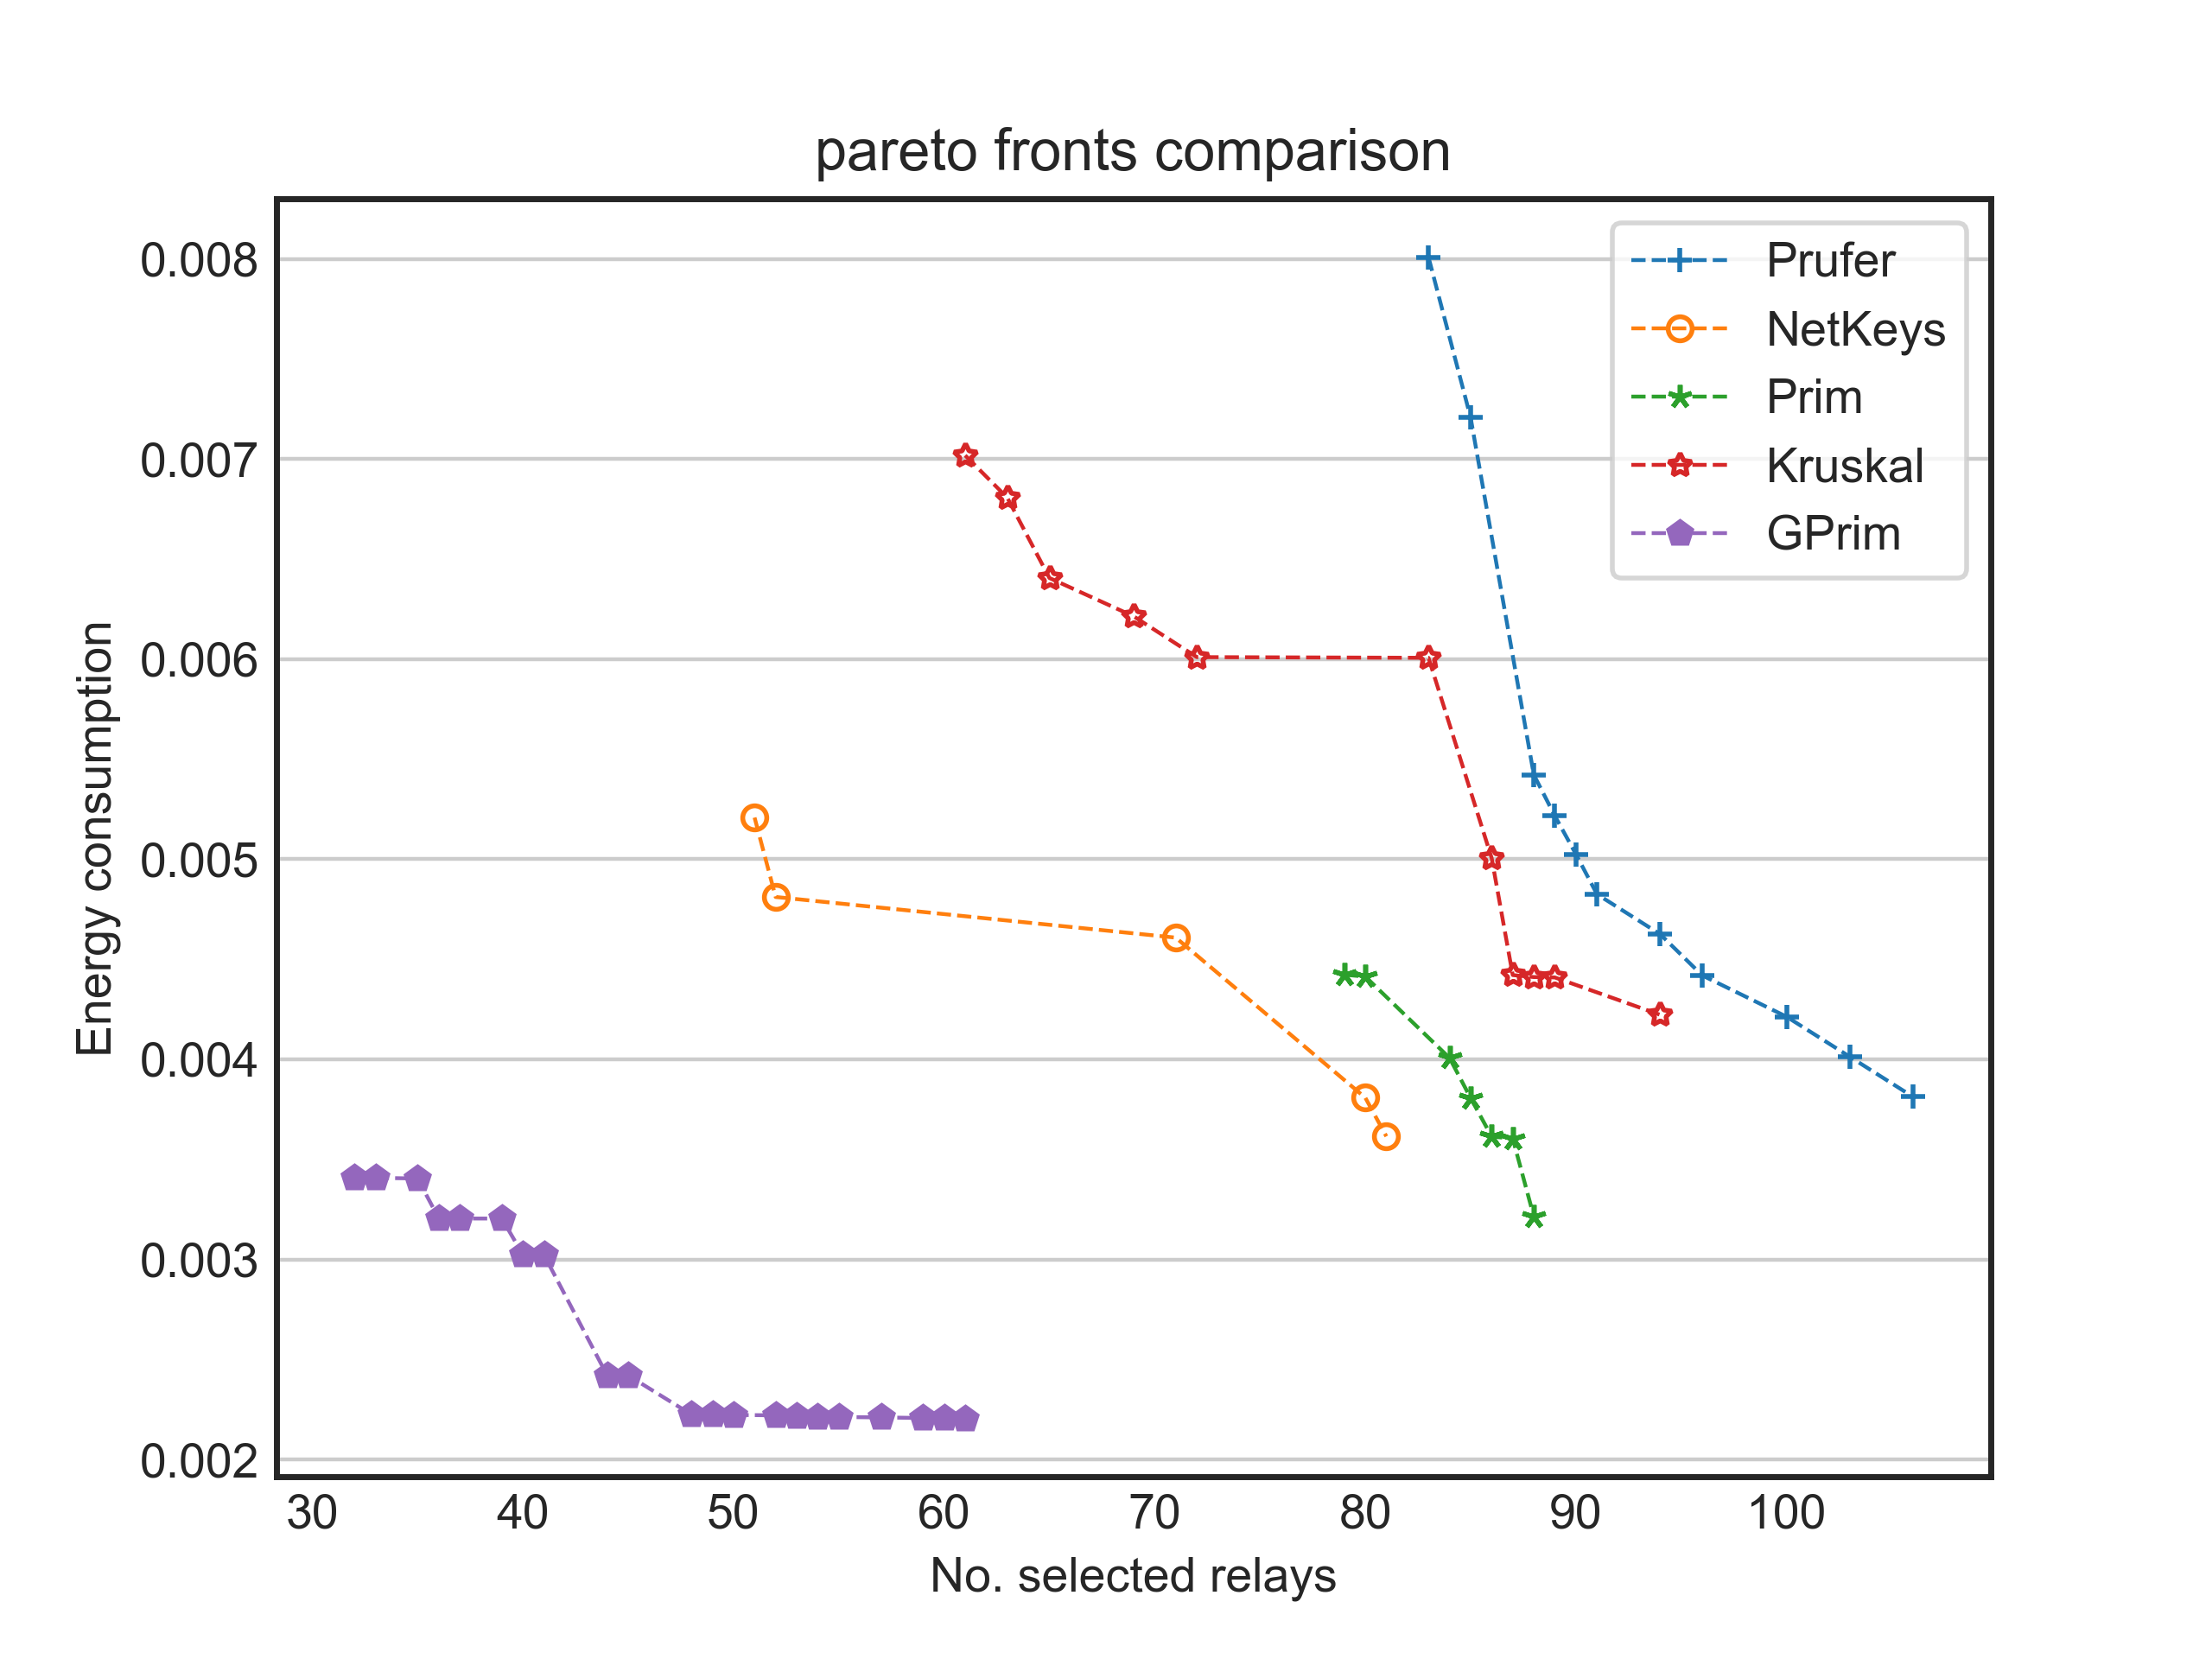 pareto fronts comparison
0.008
0.007
0.006
0.005
0.004
0.003
0.002
Energy consumption
Prufer
NetKeys
Prim
Kruskal
GPrim
30 40 50 60 70 80 90 100
No. selected relays